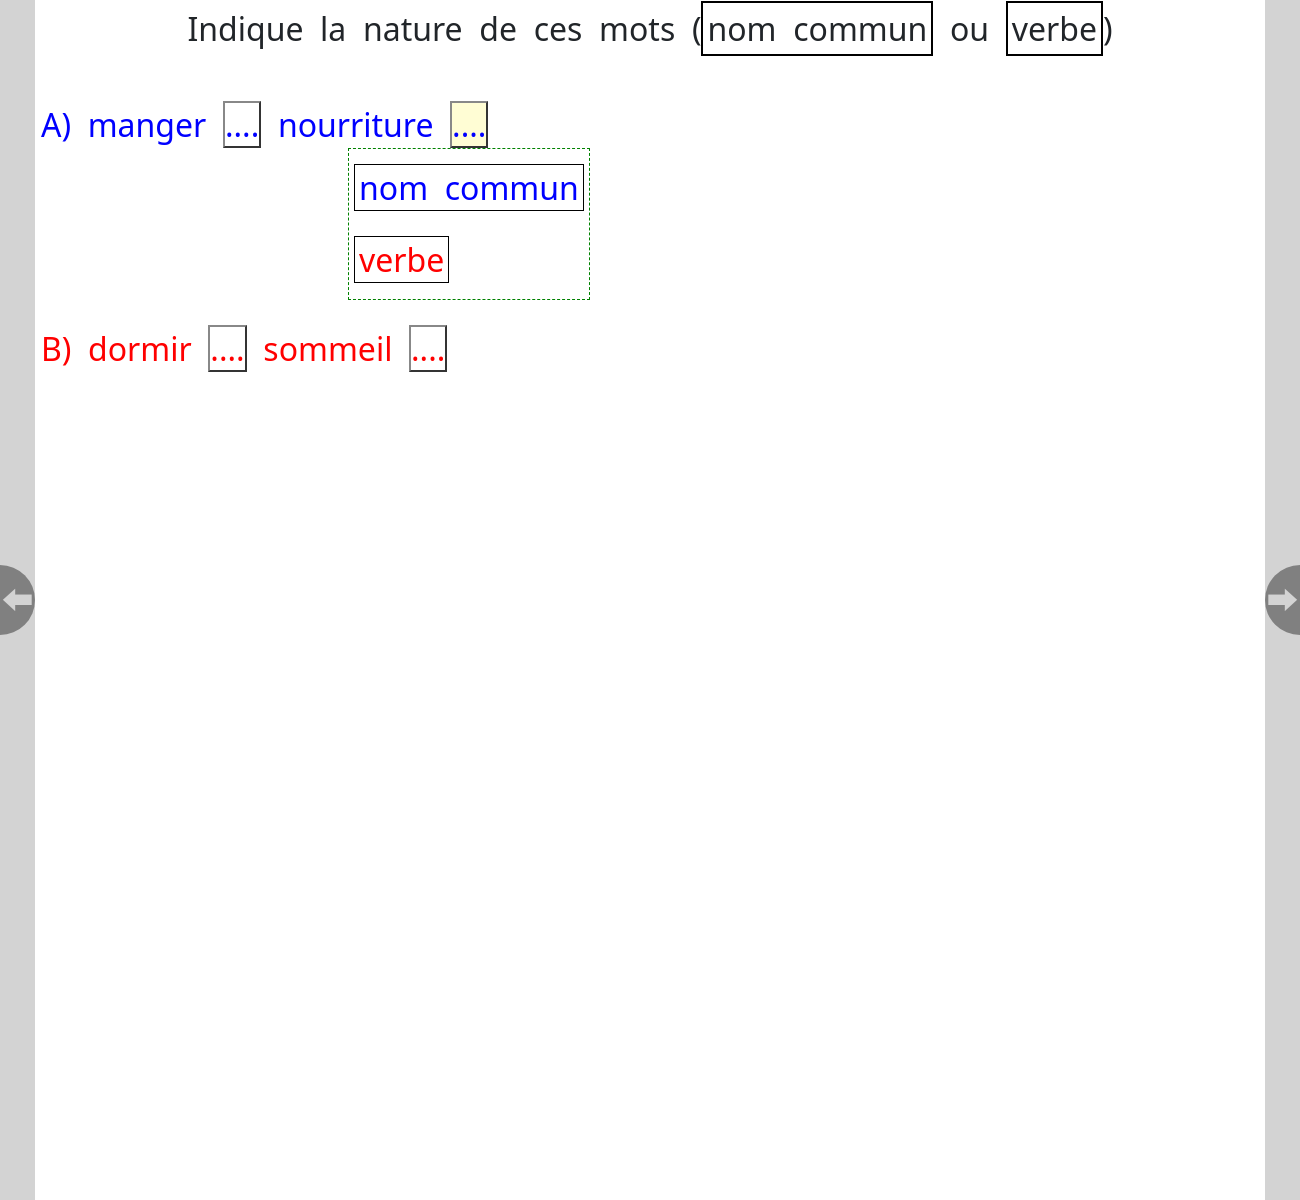 Indique la nature de ces mots (nom commun ou verbe)
A) manger .... nourriture ....
nom commun
verbe
B) dormir .... sommeil ....